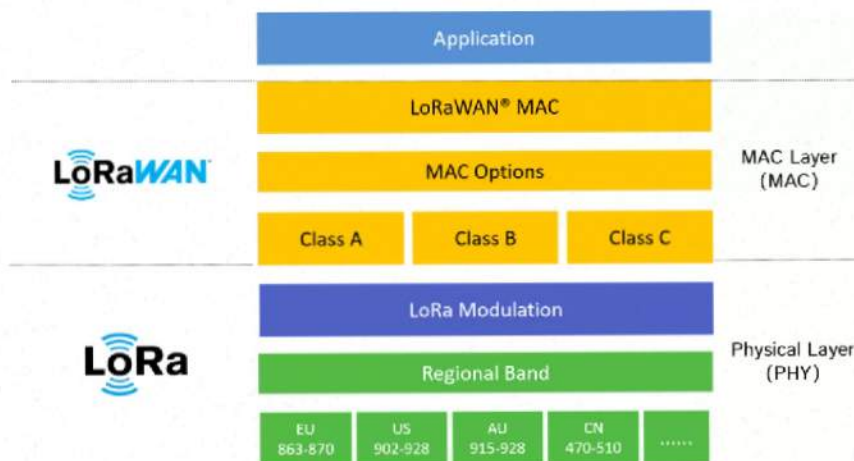 Application
LoRaWAN® MAC
LoRaWAN™
MAC Options
MAC Layer
(MAC)
Class A
Class B
Class C
LoRa Modulation
LoRa
Regional Band
Physical Layer
(PHY)
EU
863-870
US
902-928
AU
915-928
CN
470-510
......